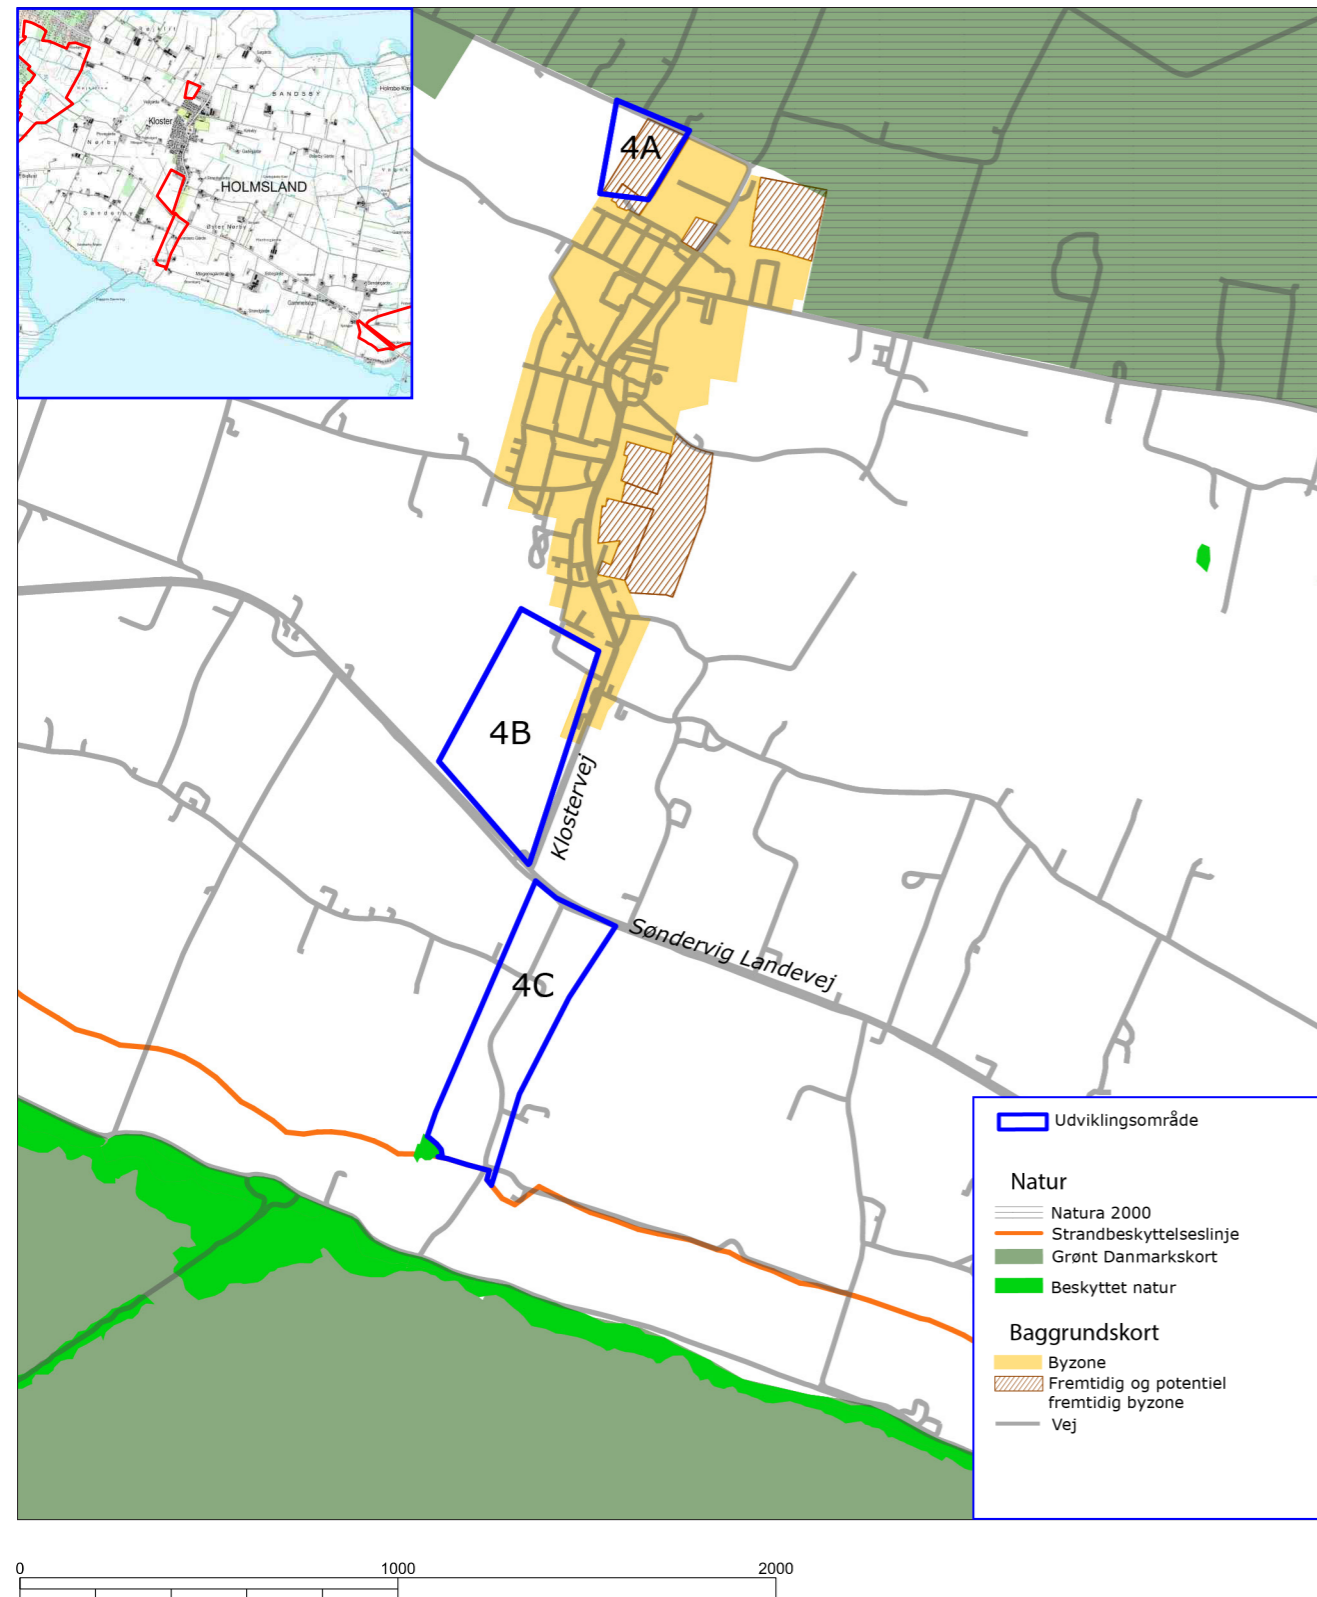 Kloster
SANDSBY
HOLMSLAND
4A
4B
Klostervej
4C
Søndervig Landevej
Udviklingsområde
Natur
Natura 2000
Strandbeskyttelseslinje
Grønt Danmarkskort
Beskyttet natur
Baggrundskort
Byzone
Fremtidig og potentiel
fremtidig byzone
Vej
0 1000 2000